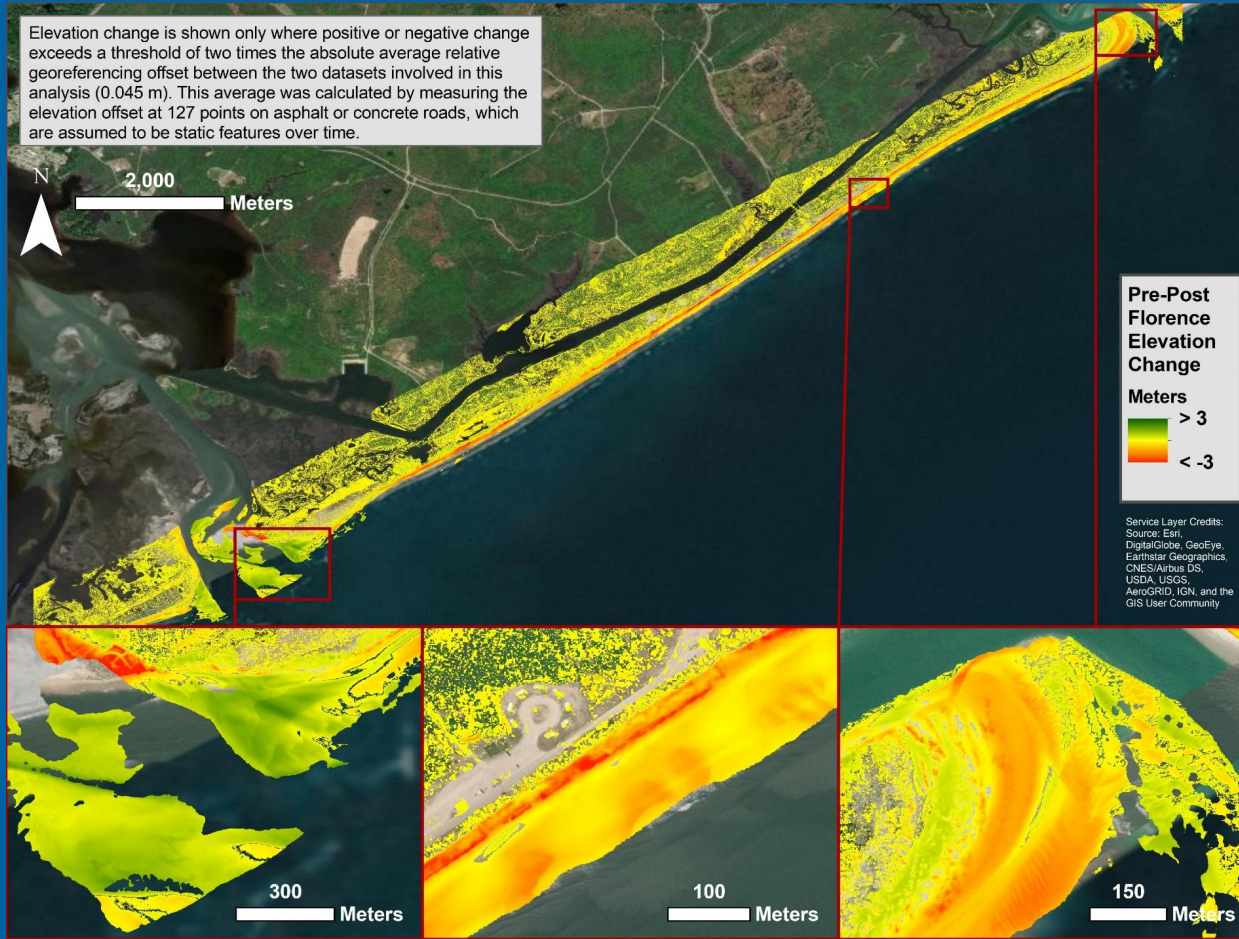 Elevation change is shown only where positive or negative change
exceeds a threshold of two times the absolute average relative
georeferencing offset between the two datasets involved in this
analysis (0.045 m). This average was calculated by measuring the
elevation offset at 127 points on asphalt or concrete roads, which
are assumed to be static features over time.
N
2,000
Meters
Pre-Post
Florence
Elevation
Change
Meters
> 3
< -3
Service Layer Credits:
Source: Esri,
DigitalGlobe, GeoEye,
Earthstar Geographics,
CNES/Airbus DS,
USDA, USGS,
AeroGRID, IGN, and the
GIS User Community
300
Meters
100
Meters
150
Meters